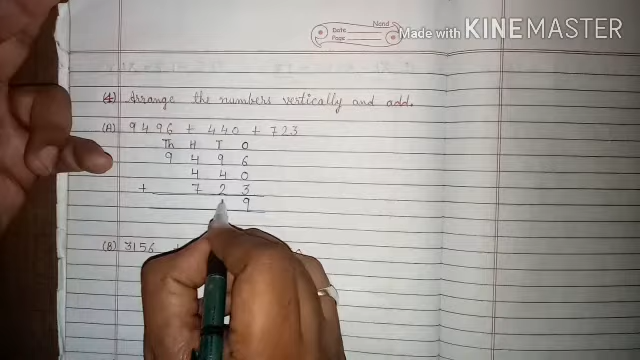 Nand
Date
Page
Made with KINEMASTER
(4) Arrange the numbers vertically and add.
(A) 9496 + 440 + 723
Th H T O
9 4 9 6
4 4 0
+ 7 2 3
9
(B) 3156